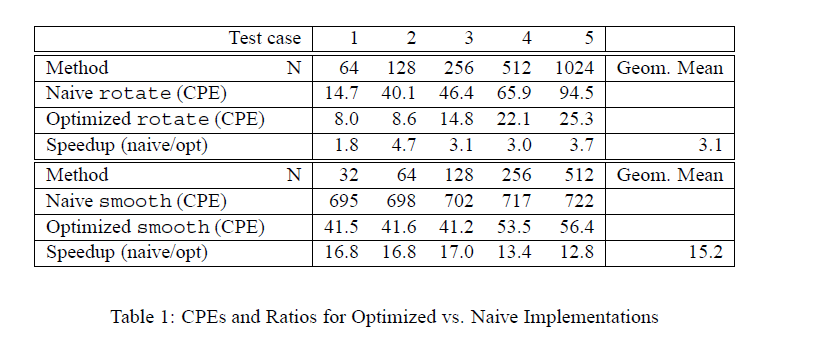 Test case 1 2 3 4 5
Method N 64 128 256 512 1024 Geom. Mean
Naive rotate (CPE) 14.7 40.1 46.4 65.9 94.5
Optimized rotate (CPE) 8.0 8.6 14.8 22.1 25.3
Speedup (naive/opt) 1.8 4.7 3.1 3.0 3.7 3.1
Method N 32 64 128 256 512 Geom. Mean
Naive smooth (CPE) 695 698 702 717 722
Optimized smooth (CPE) 41.5 41.6 41.2 53.5 56.4
Speedup (naive/opt) 16.8 16.8 17.0 13.4 12.8 15.2
Table 1: CPEs and Ratios for Optimized vs. Naive Implementations